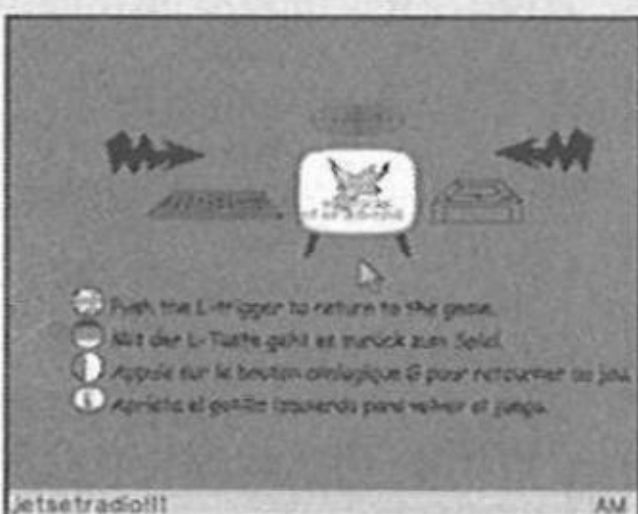 Push the L-trigger to return to the game.
Mit der L-Taste geht es zurück zum Spiel.
Appuie sur le bouton analogique G pour retourner au jeu.
Aprieta el gatillo izquierdo para volver al juego.
jetsetradio!!!
AM